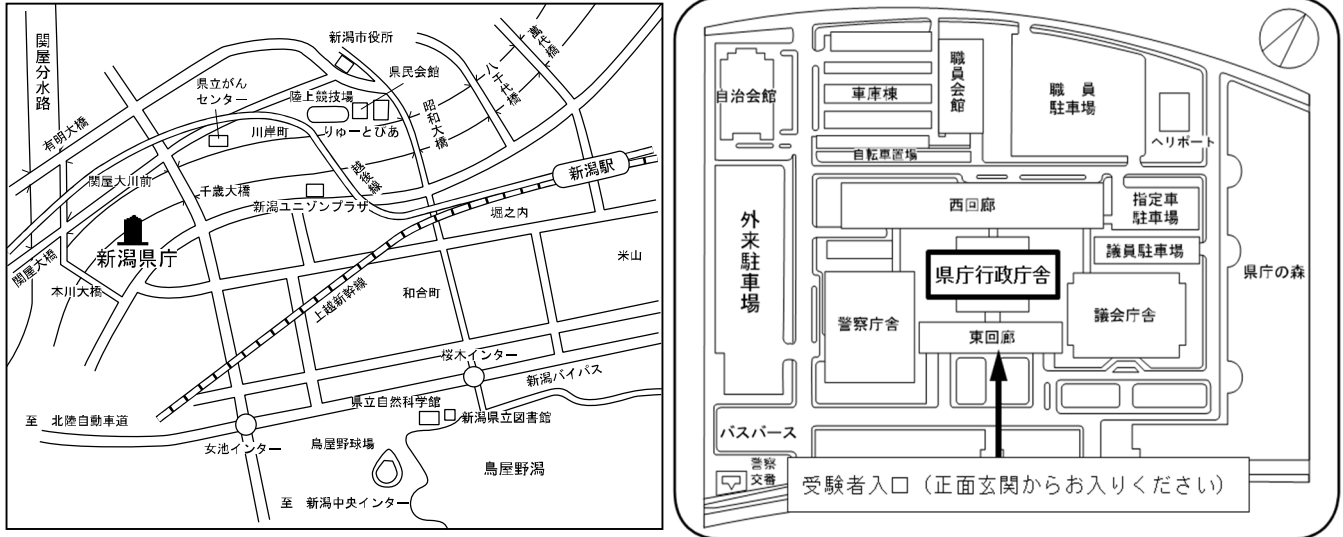 関屋分水路
新潟市役所
萬代橋
八千代橋
県民会館
昭和大橋
県立がん
センター
陸上競技場
りゅーとぴあ
有明大橋
川岸町
越後線
新潟駅
関屋大川前
千歳大橋
新潟ユニゾンプラザ
堀之内
新潟県庁
関屋大橋
本川大橋
米山
上越新幹線
和合町
桜木インター
新潟バイパス
県立自然科学館
新潟県立図書館
至 北陸自動車道
女池インター
鳥屋野球場
鳥屋野潟
至 新潟中央インター
自治会館
車庫棟
職員会館
職員
駐車場
ヘリポート
自転車置場
外来駐車場
西回廊
指定車
駐車場
議員駐車場
県庁行政庁舎
県庁の森
警察庁舎
議会庁舎
東回廊
バスバース
警察
交番
受験者入口（正面玄関からお入りください）